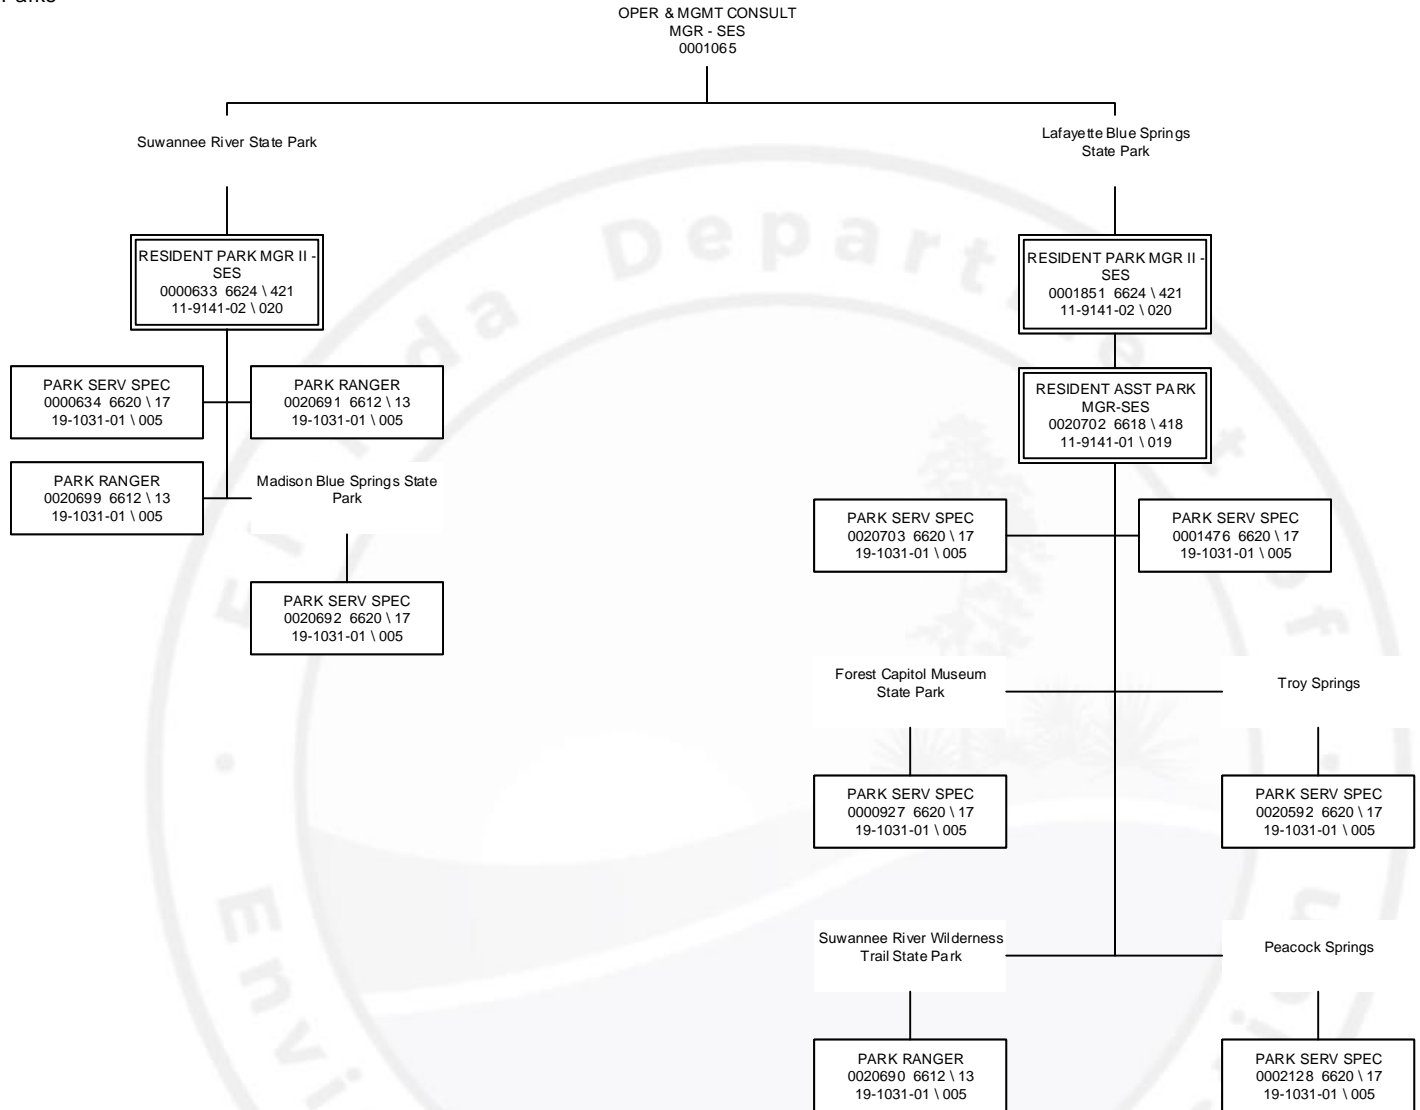 Parks
OPER & MGMT CONSULT
MGR - SES
0001065
Suwannee River State Park
RESIDENT PARK MGR II -
SES
0000633 6624 \ 421
11-9141-02 \ 020
PARK SERV SPEC
0000634 6620 \ 17
19-1031-01 \ 005
PARK RANGER
0020691 6612 \ 13
19-1031-01 \ 005
PARK RANGER
0020699 6612 \ 13
19-1031-01 \ 005
Madison Blue Springs State
Park
PARK SERV SPEC
0020692 6620 \ 17
19-1031-01 \ 005
Lafayette Blue Springs
State Park
RESIDENT PARK MGR II -
SES
0001851 6624 \ 421
11-9141-02 \ 020
RESIDENT ASST PARK
MGR-SES
0020702 6618 \ 418
11-9141-01 \ 019
PARK SERV SPEC
0020703 6620 \ 17
19-1031-01 \ 005
PARK SERV SPEC
0001476 6620 \ 17
19-1031-01 \ 005
Forest Capitol Museum
State Park
PARK SERV SPEC
0000927 6620 \ 17
19-1031-01 \ 005
Troy Springs
PARK SERV SPEC
0020592 6620 \ 17
19-1031-01 \ 005
Suwannee River Wilderness
Trail State Park
PARK RANGER
0020690 6612 \ 13
19-1031-01 \ 005
Peacock Springs
PARK SERV SPEC
0002128 6620 \ 17
19-1031-01 \ 005